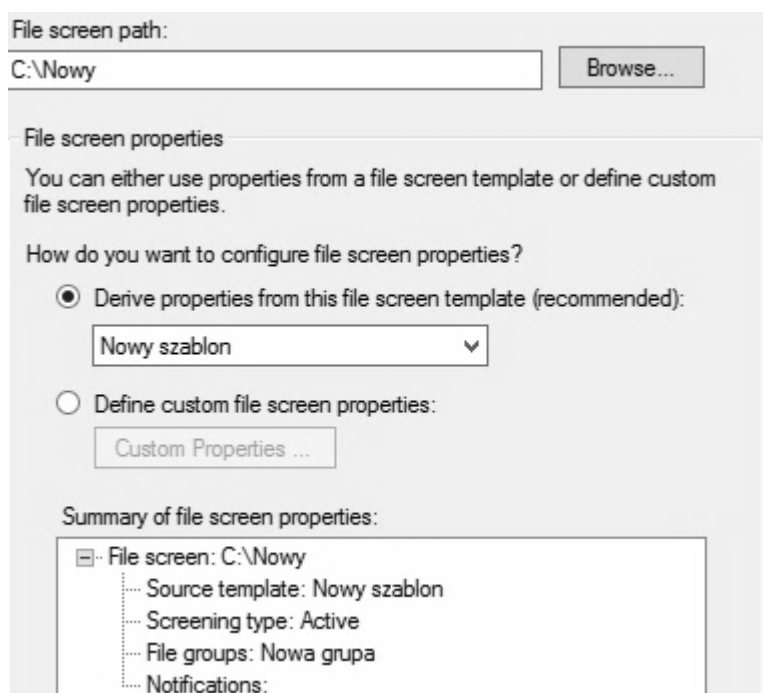 File screen path:
C:\Nowy
Browse...
File screen properties
You can either use properties from a file screen template or define custom
file screen properties.
How do you want to configure file screen properties?
Derive properties from this file screen template (recommended):
Nowy szablon
Define custom file screen properties:
Custom Properties ...
Summary of file screen properties:
File screen: C:\Nowy
Source template: Nowy szablon
Screening type: Active
File groups: Nowa grupa
Notifications: